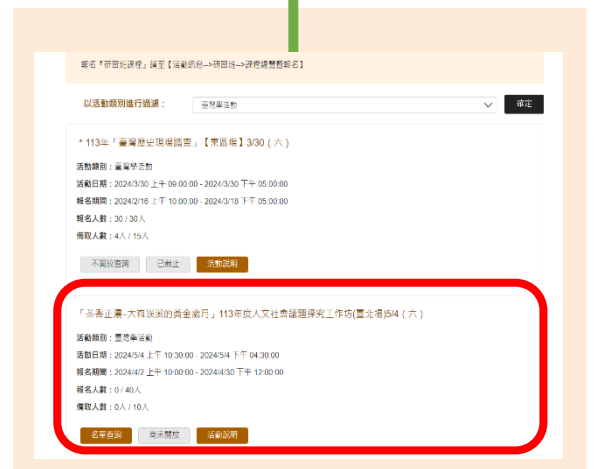 報名『研習班課程』請至【活動訊息-->研習班-->課程總覽暨報名】
以活動類別進行過濾：
臺灣學活動
確定
* 113年「臺灣歷史現場踏查」【東區場】3/30 ( 六 )
活動類別：臺灣學活動
活動日期：2024/3/30 上午 09:00:00 - 2024/3/30 下午 05:00:00
報名期間：2024/2/16 上午 10:00:00 - 2024/3/18 下午 05:00:00
報名人數：30 / 30人
備取人數：4人 / 15人
不開放查詢 已截止 活動說明
「茶香正濃–大嵙崁溪的黃金歲月」113年度人文社會議題探究工作坊(臺北場)5/4 ( 六 )
活動類別：臺灣學活動
活動日期：2024/5/4 上午 10:30:00 - 2024/5/4 下午 04:30:00
報名期間：2024/4/2 上午 10:00:00 - 2024/4/30 下午 12:00:00
報名人數：0 / 40人
備取人數：0人 / 10人
名單查詢 尚未開放 活動說明